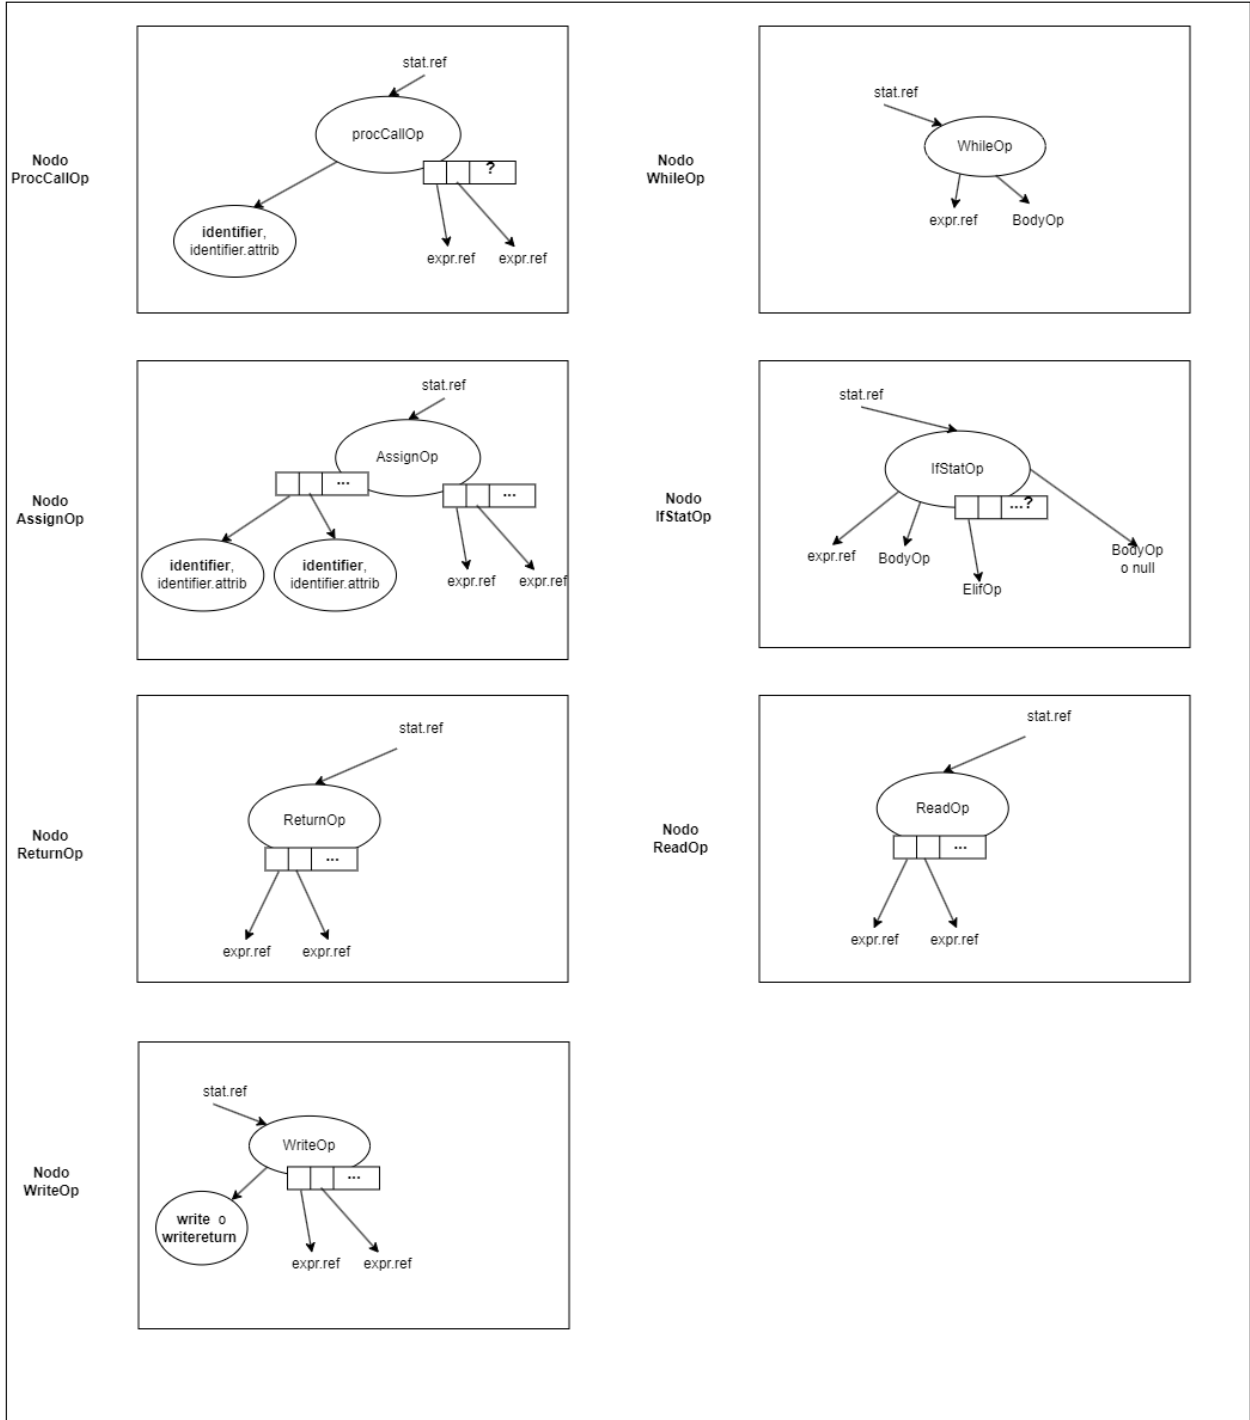 Nodo
ProcCallOp
stat.ref
procCallOp
?
identifier,
identifier.attrib
expr.ref
expr.ref
Nodo
WhileOp
stat.ref
WhileOp
expr.ref
BodyOp
Nodo
AssignOp
stat.ref
AssignOp
...
...
identifier,
identifier.attrib
identifier,
identifier.attrib
expr.ref
expr.ref
Nodo
IfStatOp
stat.ref
IfStatOp
...?
expr.ref
BodyOp
ElifOp
BodyOp
o null
Nodo
ReturnOp
stat.ref
ReturnOp
...
expr.ref
expr.ref
Nodo
ReadOp
stat.ref
ReadOp
...
expr.ref
expr.ref
Nodo
WriteOp
stat.ref
WriteOp
...
write o
writereturn
expr.ref
expr.ref